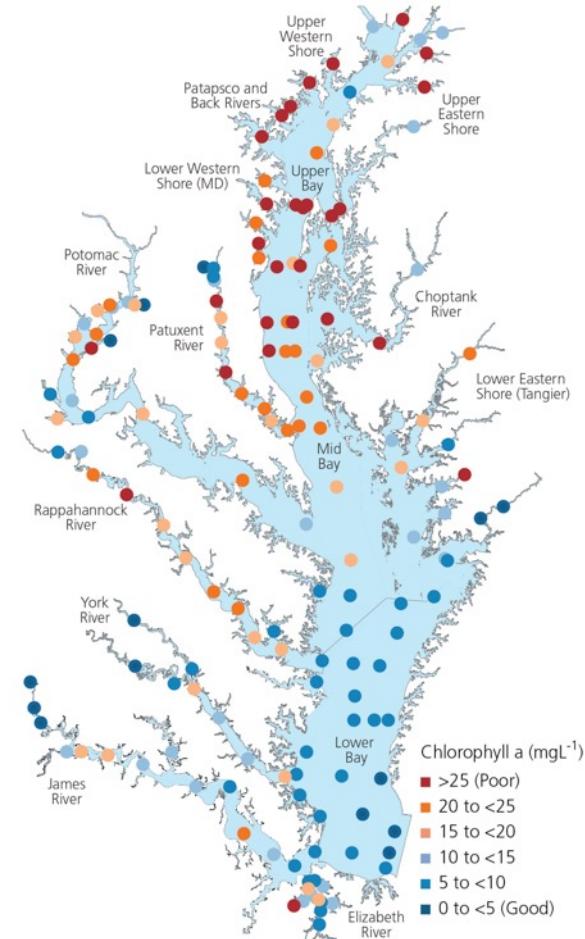 Upper
Western
Shore
Patapsco and
Back Rivers
Upper
Eastern
Shore
Lower Western
Shore (MD)
Upper
Bay
Potomac
River
Choptank
River
Patuxent
River
Lower Eastern
Shore (Tangier)
Mid
Bay
Rappahannock
River
York
River
Lower
Bay
James
River
Elizabeth
River
Chlorophyll a (mgL-1)
>25 (Poor)
20 to <25
15 to <20
10 to <15
5 to <10
0 to <5 (Good)